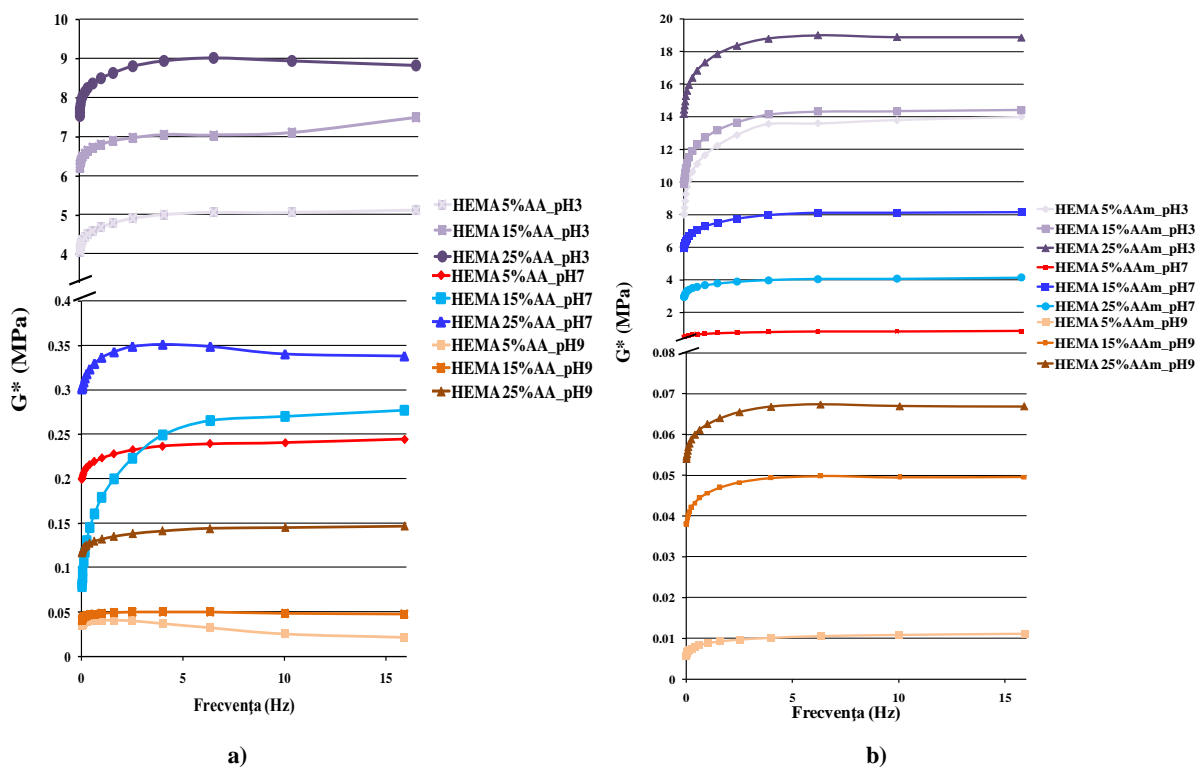 10
9
8
7
6
5
4
0.4
0.35
0.3
0.25
0.2
0.15
0.1
0.05
0
G* (MPa)
0
5
10
15
Frecvența (Hz)
HEMA 5%AA_pH3
HEMA 15%AA_pH3
HEMA 25%AA_pH3
HEMA 5%AA_pH7
HEMA 15%AA_pH7
HEMA 25%AA_pH7
HEMA 5%AA_pH9
HEMA 15%AA_pH9
HEMA 25%AA_pH9
a)
20
18
16
14
12
10
8
6
4
2
0.08
0.07
0.06
0.05
0.04
0.03
0.02
0.01
0
G* (MPa)
0
5
10
15
Frecvența (Hz)
HEMA 5%AAm_pH3
HEMA 15%AAm_pH3
HEMA 25%AAm_pH3
HEMA 5%AAm_pH7
HEMA 15%AAm_pH7
HEMA 25%AAm_pH7
HEMA 5%AAm_pH9
HEMA 15%AAm_pH9
HEMA 25%AAm_pH9
b)